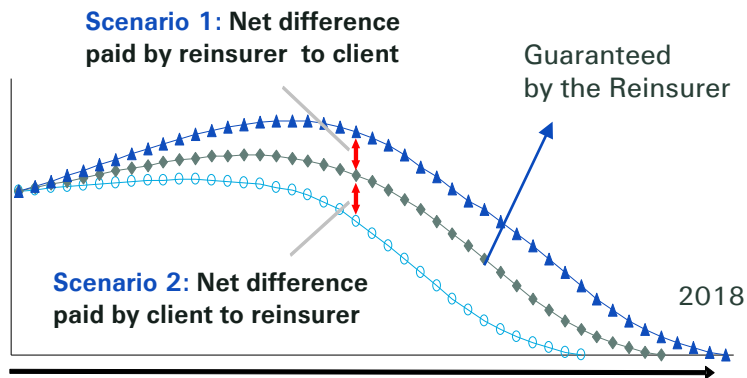 Scenario 1: Net difference
paid by reinsurer to client
Guaranteed
by the Reinsurer
Scenario 2: Net difference
paid by client to reinsurer
2018